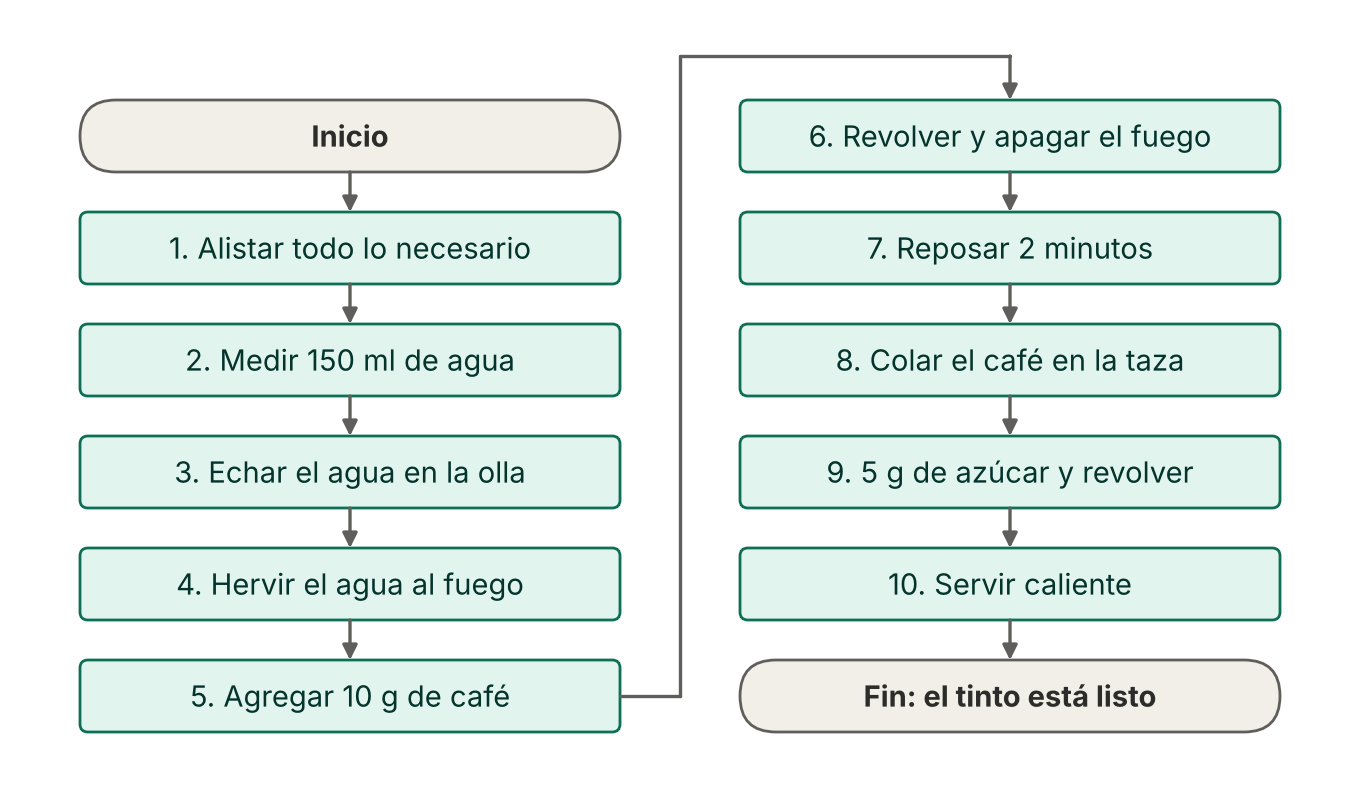 Inicio
1. Alistar todo lo necesario
2. Medir 150 ml de agua
3. Echar el agua en la olla
4. Hervir el agua al fuego
5. Agregar 10 g de café
6. Revolver y apagar el fuego
7. Reposar 2 minutos
8. Colar el café en la taza
9. 5 g de azúcar y revolver
10. Servir caliente
Fin: el tinto está listo